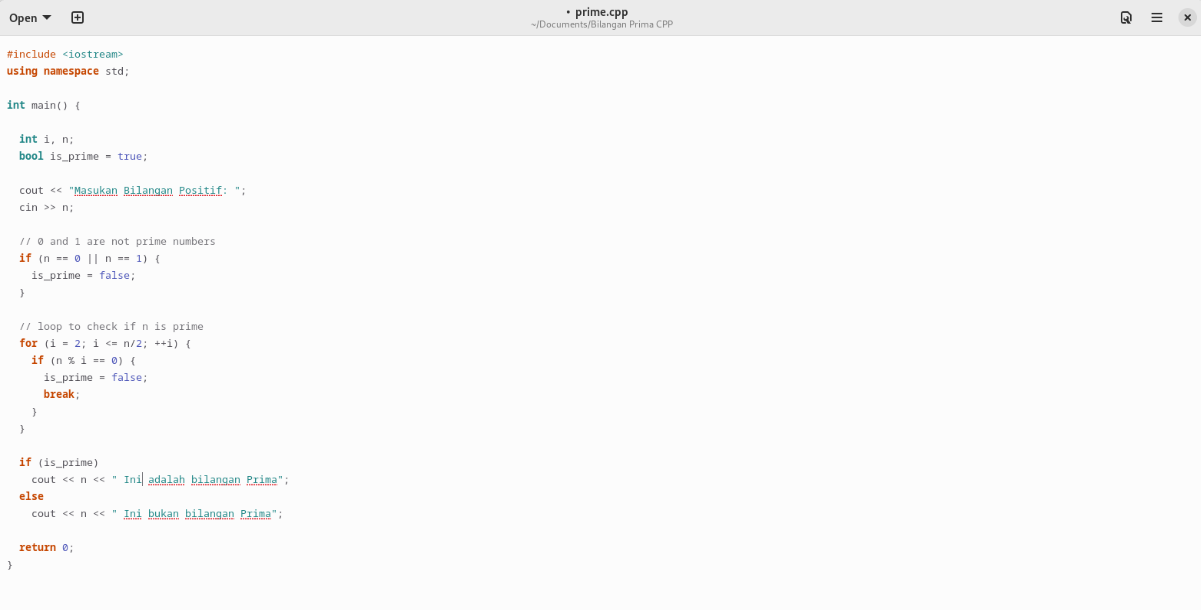 Open
• prime.cpp
~/Documents/Bilangan Prima CPP
#include <iostream>
using namespace std;
int main() {
int i, n;
bool is_prime = true;
cout << "Masukan Bilangan Positif: ";
cin >> n;
// 0 and 1 are not prime numbers
if (n == 0 || n == 1) {
is_prime = false;
}
// loop to check if n is prime
for (i = 2; i <= n/2; ++i) {
if (n % i == 0) {
is_prime = false;
break;
}
}
if (is_prime)
cout << n << " Ini adalah bilangan Prima";
else
cout << n << " Ini bukan bilangan Prima";
return 0;
}